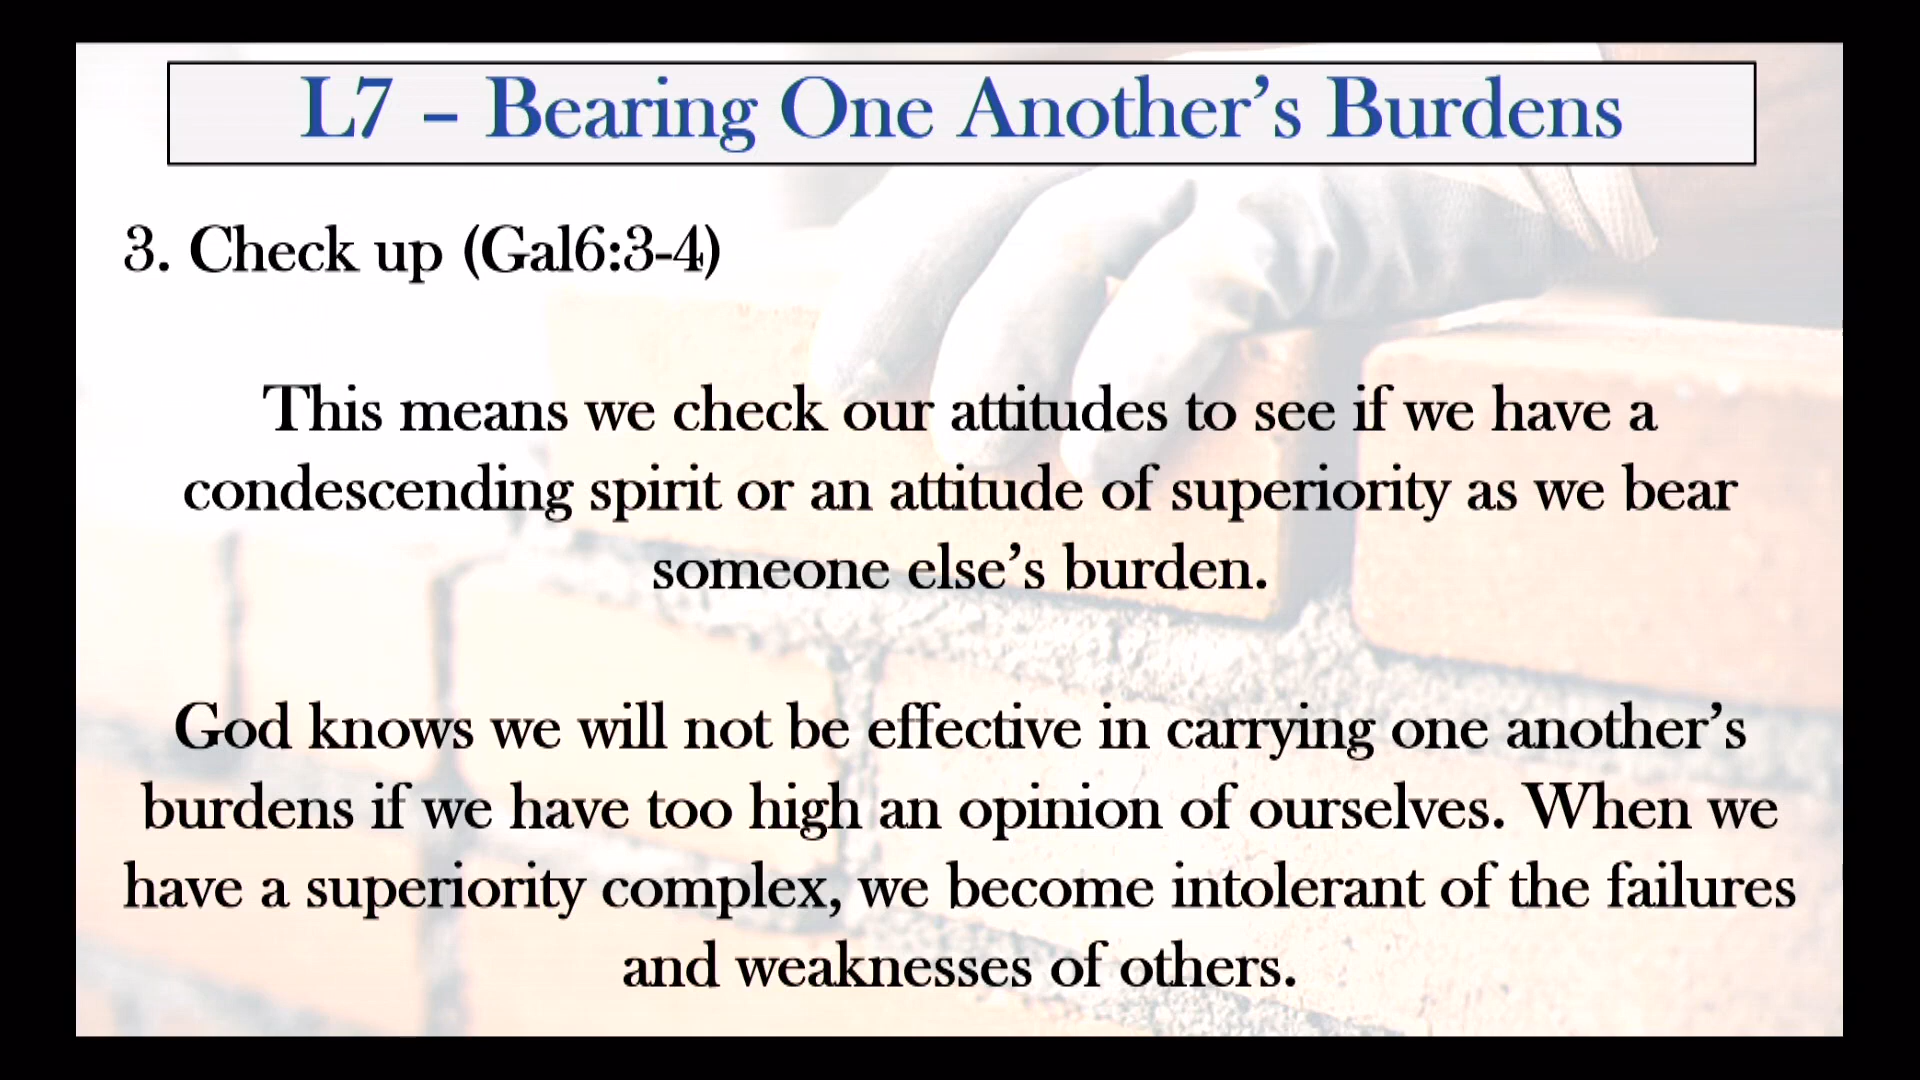 L7 – Bearing One Another’s Burdens
3. Check up (Gal6:3-4)
This means we check our attitudes to see if we have a
condescending spirit or an attitude of superiority as we bear
someone else’s burden.
God knows we will not be effective in carrying one another’s
burdens if we have too high an opinion of ourselves. When we
have a superiority complex, we become intolerant of the failures
and weaknesses of others.